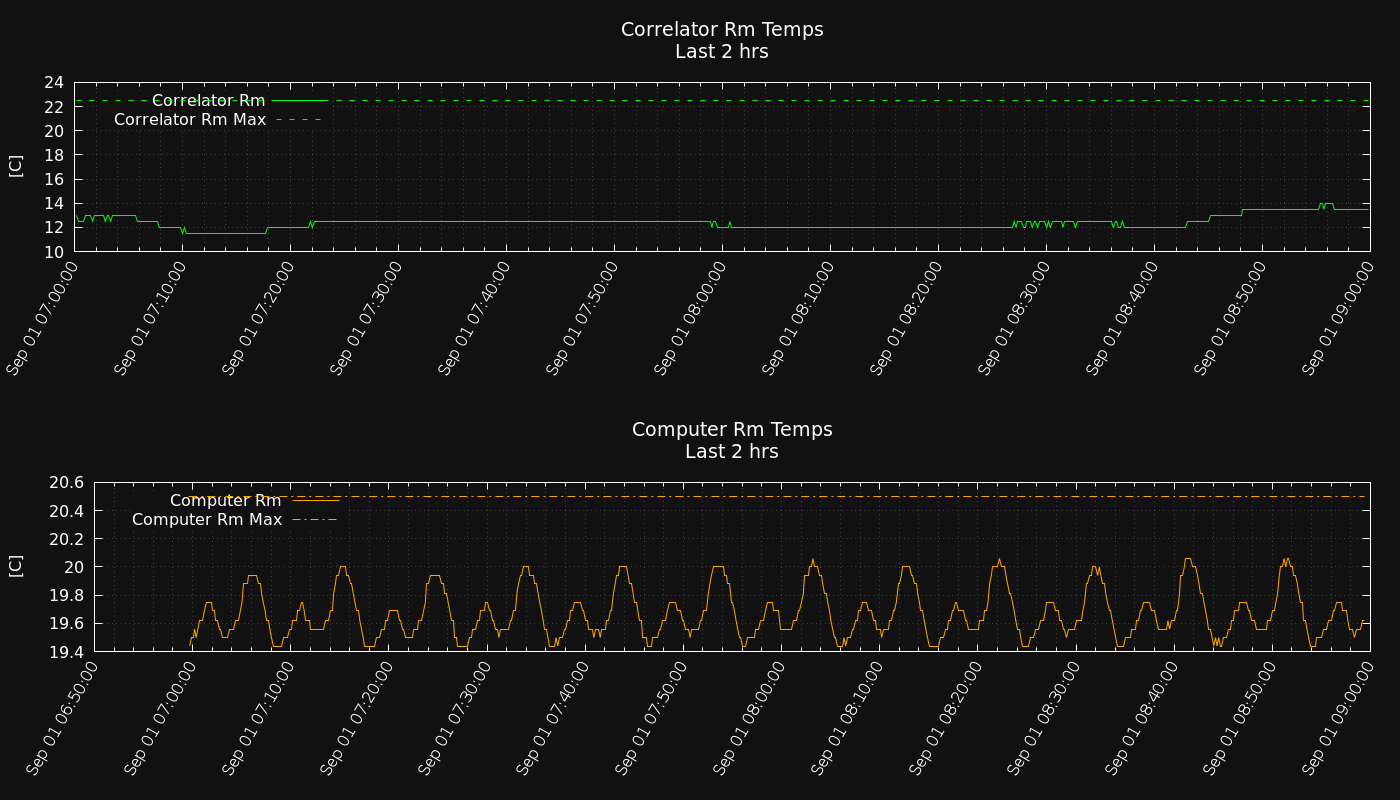 Correlator Rm Temps
Last 2 hrs
24
22
20
18
16
14
12
10
[C]
Correlator Rm
Correlator Rm Max
Sep 01 07:00:00
Sep 01 07:10:00
Sep 01 07:20:00
Sep 01 07:30:00
Sep 01 07:40:00
Sep 01 07:50:00
Sep 01 08:00:00
Sep 01 08:10:00
Sep 01 08:20:00
Sep 01 08:30:00
Sep 01 08:40:00
Sep 01 08:50:00
Sep 01 09:00:00
Computer Rm Temps
Last 2 hrs
20.6
20.4
20.2
20
19.8
19.6
19.4
[C]
Computer Rm
Computer Rm Max
Sep 01 06:50:00
Sep 01 07:00:00
Sep 01 07:10:00
Sep 01 07:20:00
Sep 01 07:30:00
Sep 01 07:40:00
Sep 01 07:50:00
Sep 01 08:00:00
Sep 01 08:10:00
Sep 01 08:20:00
Sep 01 08:30:00
Sep 01 08:40:00
Sep 01 08:50:00
Sep 01 09:00:00